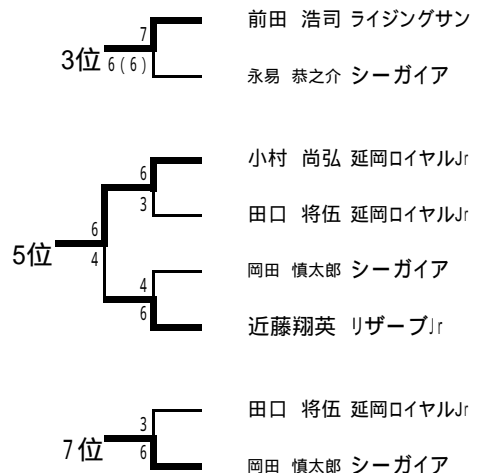 前田 浩司 ライジングサン
7
3位 6(6)
永易 恭之介 シーガイア
小村 尚弘 延岡ロイヤルJr
6
3
田口 将伍 延岡ロイヤルJr
6
5位 4
岡田 慎太郎 シーガイア
4
6
近藤翔英 リザーブJr
田口 将伍 延岡ロイヤルJr
3
7位 6
岡田 慎太郎 シーガイア